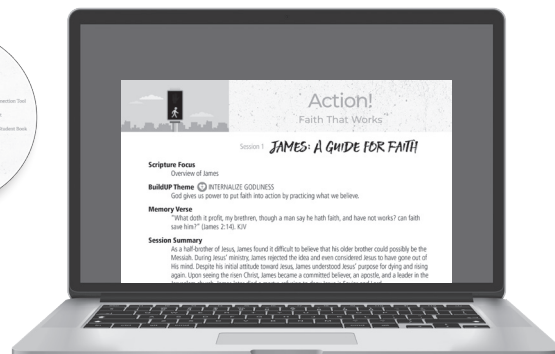 nnection Tool
Student Book
Action!
Faith That Works
Session 1 JAMES: A GUIDE FOR FAITH
Scripture Focus
Overview of James
BuildUP Theme INTERNALIZE GODLINESS
God gives us power to put faith into action by practicing what we believe.
Memory Verse
"What doth it profit, my brethren, though a man say he hath faith, and have not works? can faith
save him?" (James 2:14). KJV
Session Summary
As a half-brother of Jesus, James found it difficult to believe that his older brother could possibly be the
Messiah. During Jesus' ministry, James rejected the idea and even considered Jesus to have gone out of
His mind. Despite his initial attitude toward Jesus, James understood Jesus' purpose for dying and rising
again. Upon seeing the risen Christ, James became a committed believer, an apostle, and a leader in the